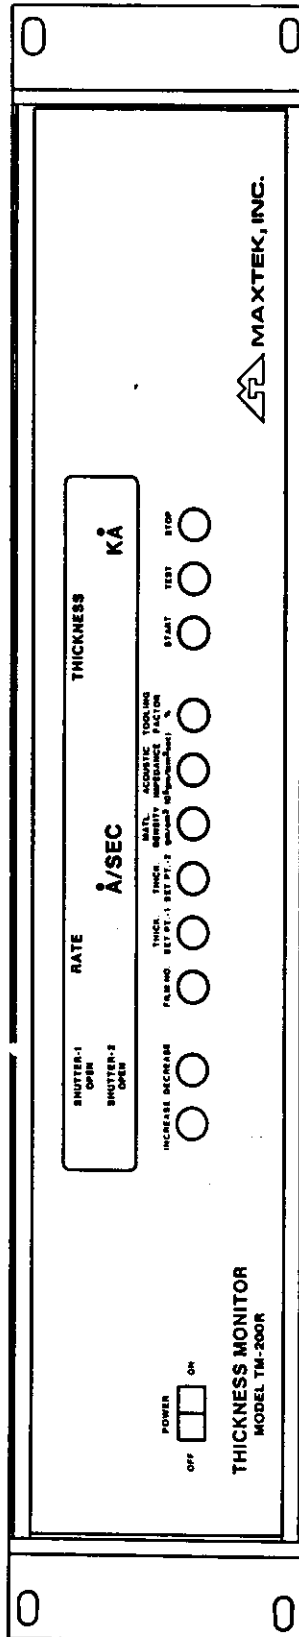 SHUTTER-1
OPEN
SHUTTER-2
OPEN
RATE
Å/SEC
THICKNESS
KÅ
POWER
OFF
ON
INCREASE
DECREASE
FILM NO.
THICK.
SET PT.-1
THICK.
SET PT.-2
MATL.
DENSITY
gm/cm³
ACOUSTIC
IMPEDANCE
TOOLING
FACTOR
%
START
TEST
STOP
THICKNESS MONITOR
MODEL TM-200R
MAXTEK, INC.